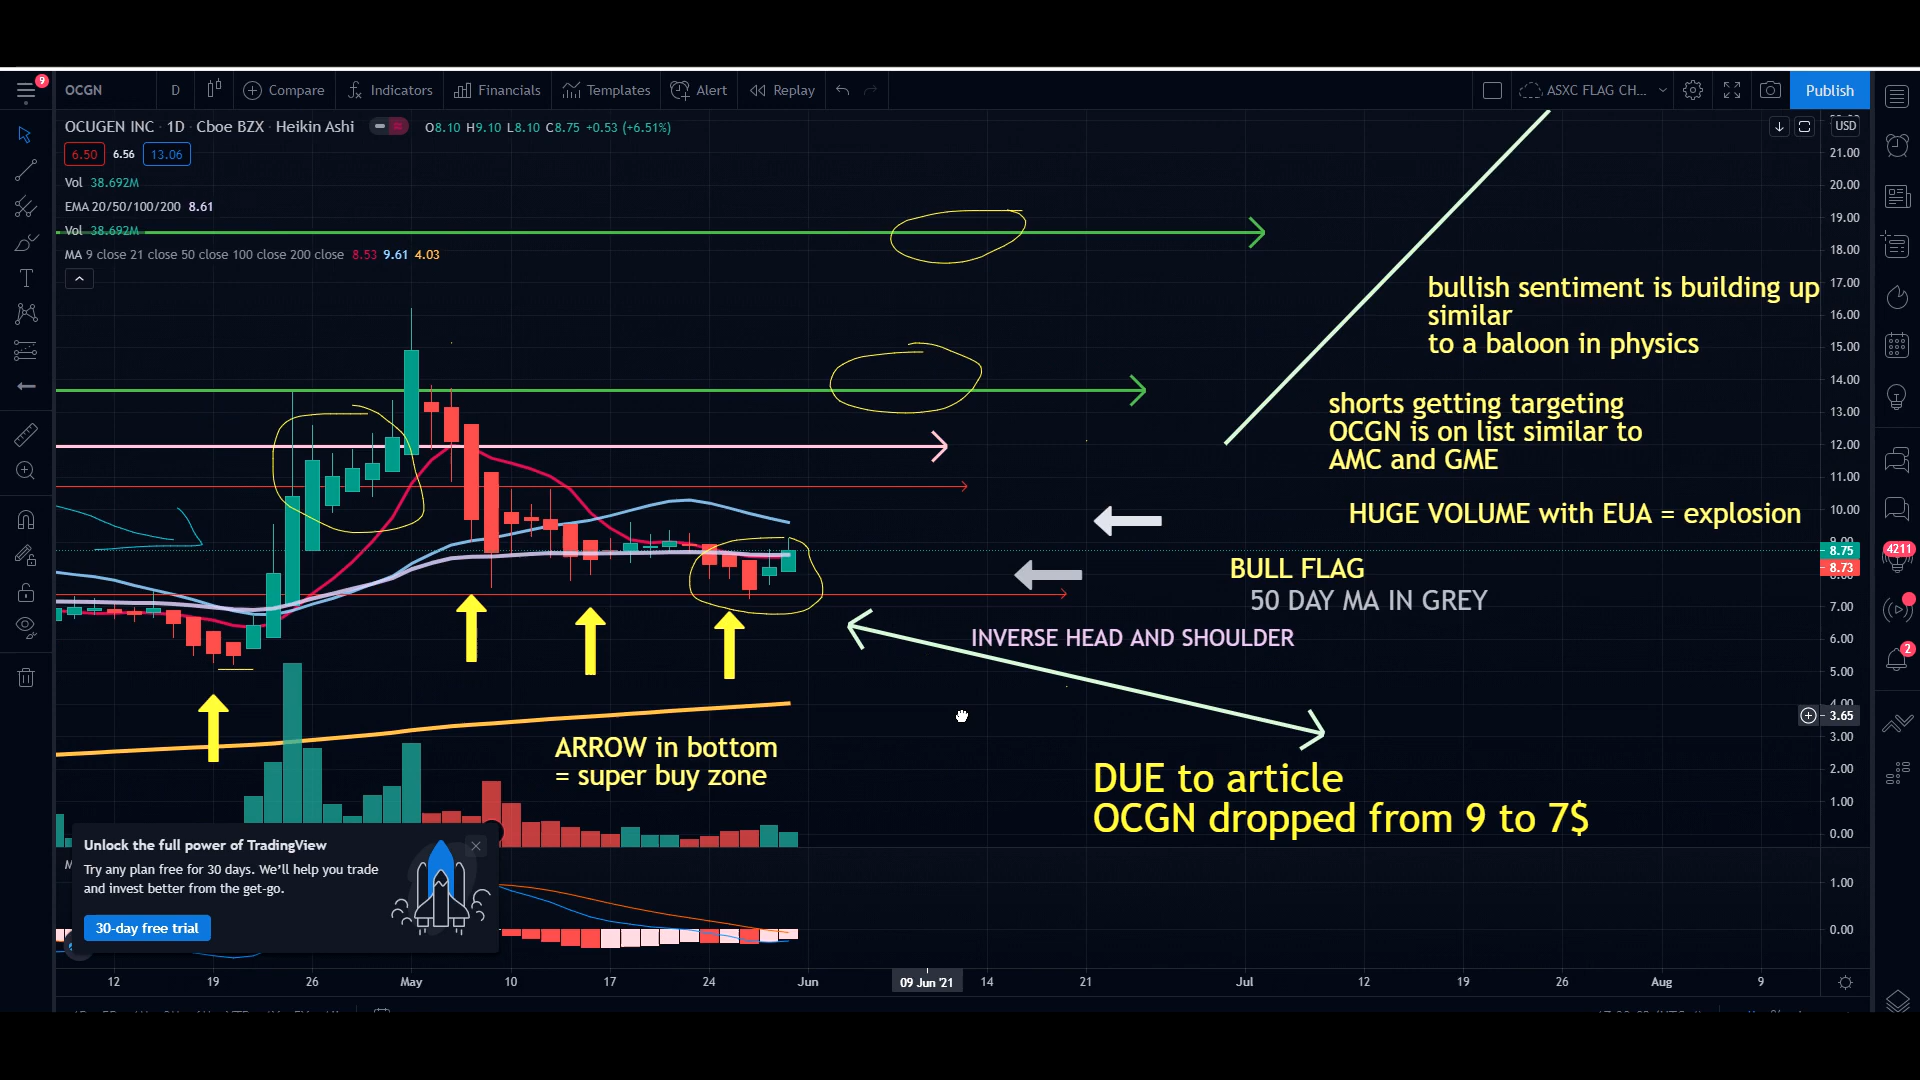 9
OCGN D Compare Indicators Financials Templates Alert Replay ASXC FLAG CH... Publish
OCUGEN INC · 1D · Cboe BZX · Heikin Ashi O8.10 H9.10 L8.10 C8.75 +0.53 (+6.51%) USD
6.50 6.56 13.06
Vol 38.692M
EMA 20/50/100/200 8.61
Vol 38.692M
MA 9 close 21 close 50 close 100 close 200 close 8.53 9.61 4.03
21.00
20.00
19.00
18.00
17.00
16.00
15.00
14.00
13.00
12.00
11.00
10.00
9.00
8.75
8.73
7.00
6.00
5.00
4.00
3.65
3.00
2.00
1.00
0.00
1.00
0.00
bullish sentiment is building up
similar
to a baloon in physics
shorts getting targeting
OCGN is on list similar to
AMC and GME
HUGE VOLUME with EUA = explosion
4211
BULL FLAG
50 DAY MA IN GREY
INVERSE HEAD AND SHOULDER
2
ARROW in bottom
= super buy zone
DUE to article
OCGN dropped from 9 to 7$
Unlock the full power of TradingView
Try any plan free for 30 days. We'll help you trade
and invest better from the get-go.
30-day free trial
12 19 26 May 10 17 24 Jun 09 Jun '21 14 21 Jul 12 19 26 Aug 9